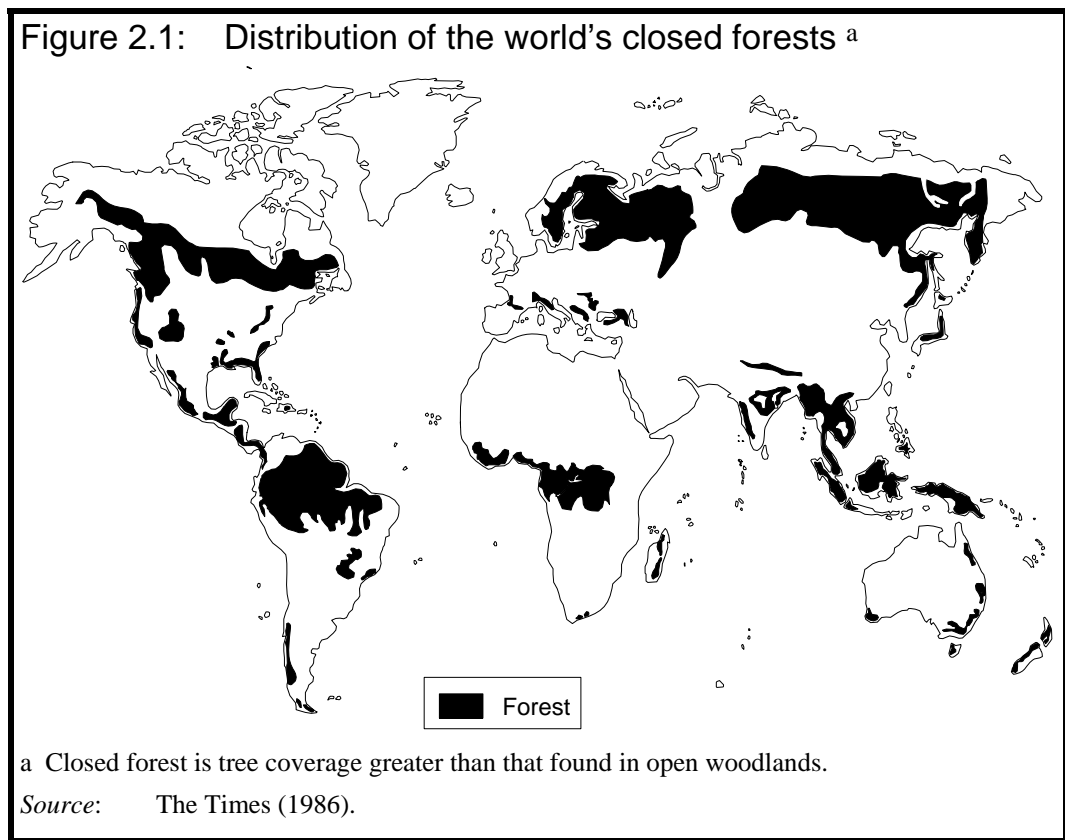 Figure 2.1: Distribution of the world's closed forests a
Forest
a Closed forest is tree coverage greater than that found in open woodlands.
Source: The Times (1986).